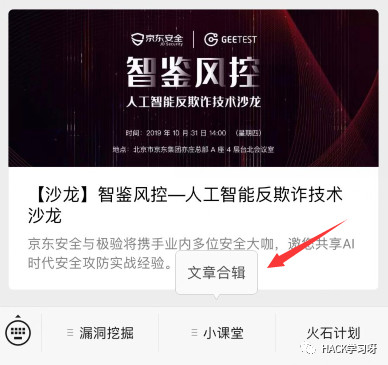 京东安全
JD Security
GEETEST
智鉴风控
人工智能反欺诈技术沙龙
时间：2019 年 10 月 31 日 14:00 （星期四）
地点：北京市京东集团亦庄总部 A 座 4 层台北会议室
【沙龙】智鉴风控—人工智能反欺诈技术
沙龙
京东安全与极验将携手业内多位安全大咖，邀您共享AI
时代安全攻防实战经验。
文章合辑
漏洞挖掘
小课堂
火石计划
HACK学习呀